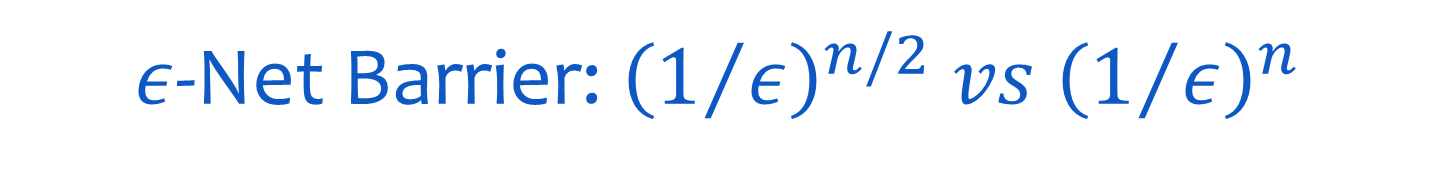 ϵ-Net Barrier: (1/ϵ)^{n/2} vs (1/ϵ)^n